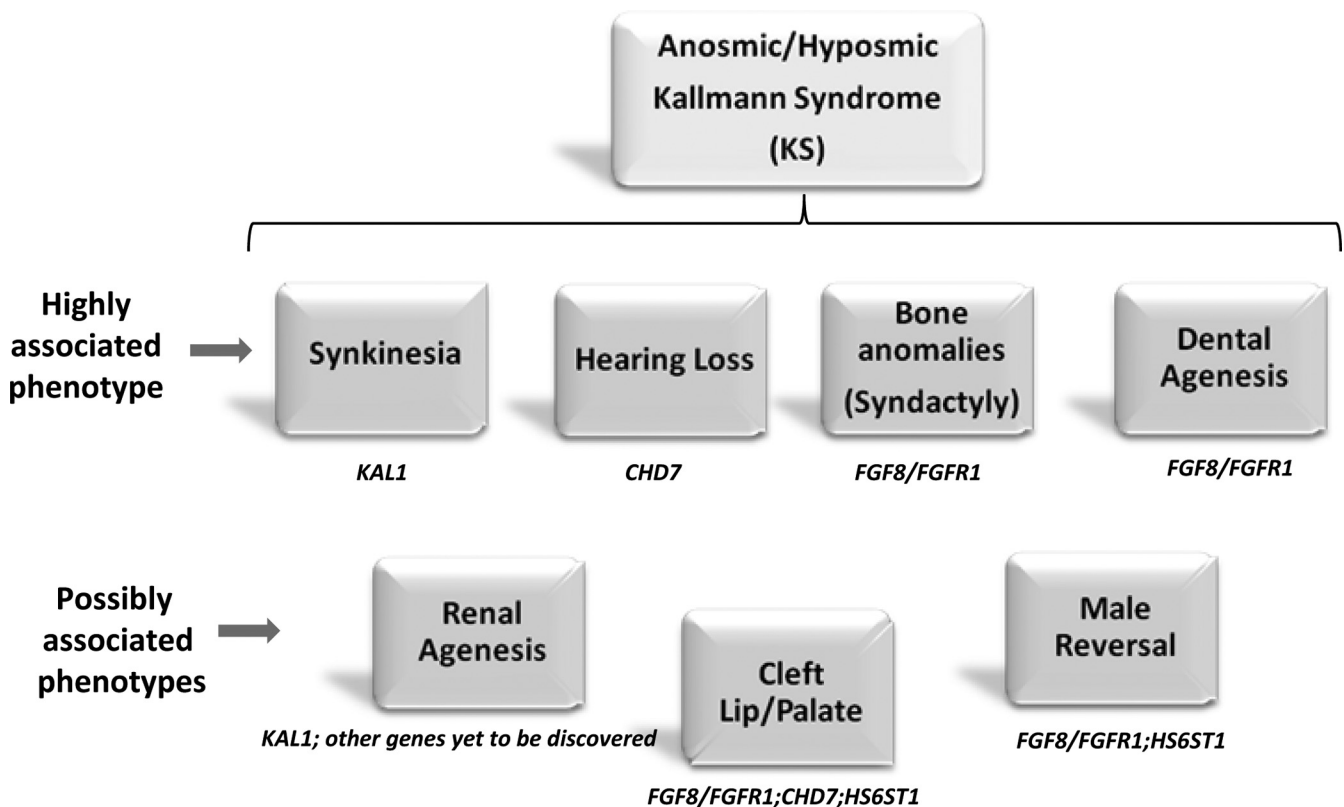 Anosmic/Hyposmic
Kallmann Syndrome
(KS)
Highly
associated
phenotype
Synkinesia
Hearing Loss
Bone
anomalies
(Syndactyly)
Dental
Agenesis
KAL1
CHD7
FGF8/FGFR1
FGF8/FGFR1
Possibly
associated
phenotypes
Renal
Agenesis
Cleft
Lip/Palate
Male
Reversal
KAL1; other genes yet to be discovered
FGF8/FGFR1;CHD7;HS6ST1
FGF8/FGFR1;HS6ST1